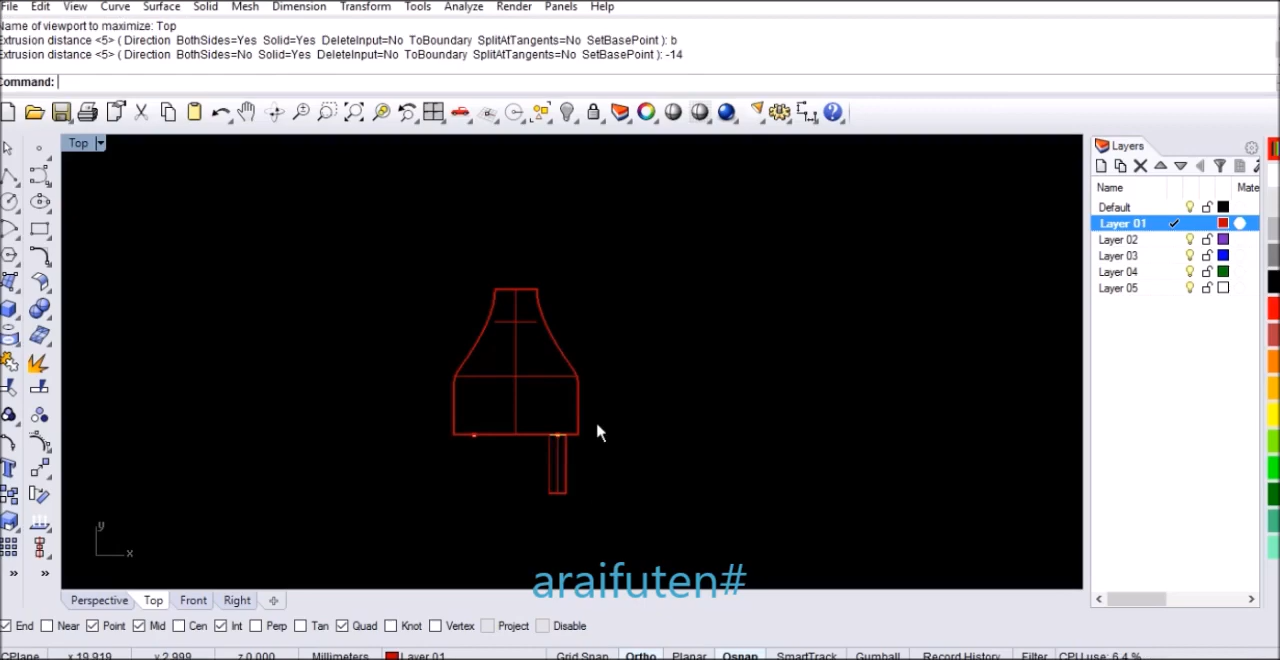 File Edit View Curve Surface Solid Mesh Dimension Transform Tools Analyze Render Panels Help
Name of viewport to maximize: Top
Extrusion distance <5> ( Direction BothSides=Yes Solid=Yes DeleteInput=No ToBoundary SplitAtTangents=No SetBasePoint ): b
Extrusion distance <5> ( Direction BothSides=No Solid=Yes DeleteInput=No ToBoundary SplitAtTangents=No SetBasePoint ): -14
Command:
Top
Layers
Name Mate
Default
Layer 01
Layer 02
Layer 03
Layer 04
Layer 05
y
x
araifuten#
Perspective Top Front Right
End Near Point Mid Cen Int Perp Tan Quad Knot Vertex Project Disable
CPlane x 19.919 y 2.999 z 0.000 Millimeters Layer 01 Grid Snap Ortho Planar Osnap SmartTrack Gumball Record History Filter CPU use: 6.4 %